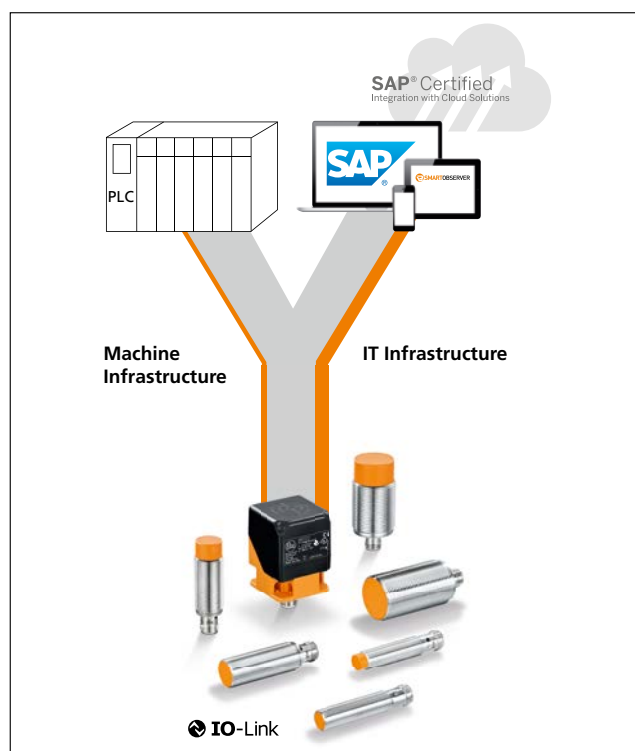 SAP® Certified
Integration with Cloud Solutions
PLC
SAP
®
SMARTOBSERVER
Machine
Infrastructure
IT Infrastructure
IO-Link